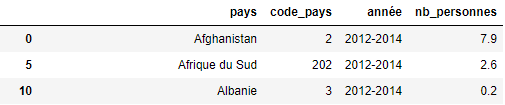 pays code_pays année nb_personnes
0 Afghanistan 2 2012-2014 7.9
5 Afrique du Sud 202 2012-2014 2.6
10 Albanie 3 2012-2014 0.2